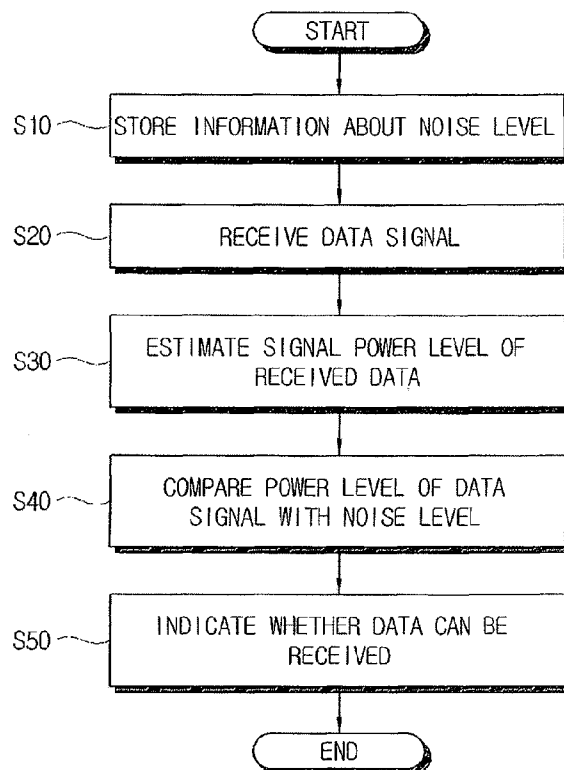 START
S10
STORE INFORMATION ABOUT NOISE LEVEL
S20
RECEIVE DATA SIGNAL
S30
ESTIMATE SIGNAL POWER LEVEL OF
RECEIVED DATA
S40
COMPARE POWER LEVEL OF DATA
SIGNAL WITH NOISE LEVEL
S50
INDICATE WHETHER DATA CAN BE
RECEIVED
END